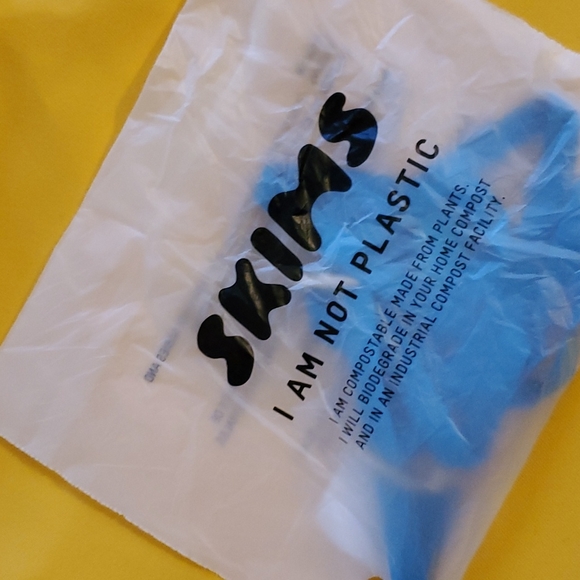 SKIMS
I AM NOT PLASTIC
I AM COMPOSTABLE MADE FROM PLANTS.
I WILL BIODEGRADE IN YOUR HOME COMPOST
AND IN AN INDUSTRIAL COMPOST FACILITY.